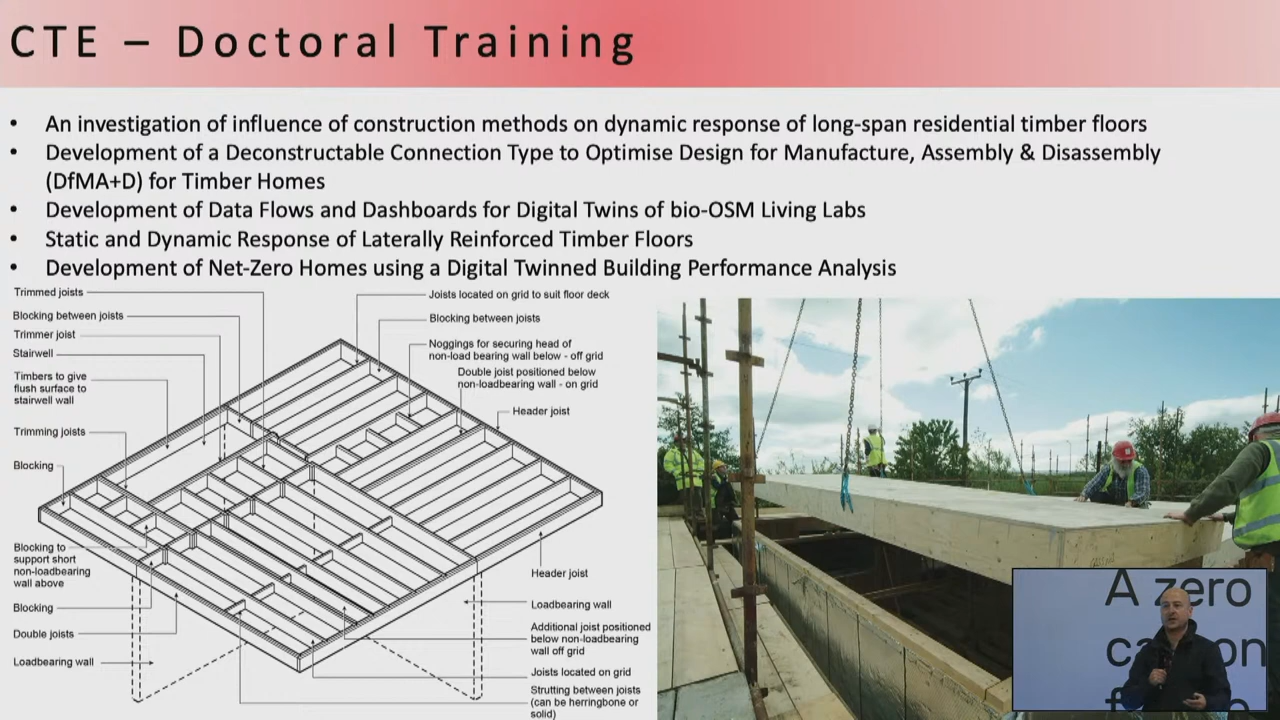 CTE – Doctoral Training
• An investigation of influence of construction methods on dynamic response of long-span residential timber floors
• Development of a Deconstructable Connection Type to Optimise Design for Manufacture, Assembly & Disassembly
(DfMA+D) for Timber Homes
• Development of Data Flows and Dashboards for Digital Twins of bio-OSM Living Labs
• Static and Dynamic Response of Laterally Reinforced Timber Floors
• Development of Net-Zero Homes using a Digital Twinned Building Performance Analysis
Trimmed joists
Blocking between joists
Trimmer joist
Stairwell
Timbers to give
flush surface to
stairwell wall
Trimming joists
Blocking
Blocking to
support short
non-loadbearing
wall above
Blocking
Double joists
Loadbearing wall
Joists located on grid to suit floor deck
Blocking between joists
Noggings for securing head of
non-load bearing wall below - off grid
Double joist positioned below
non-loadbearing wall - on grid
Header joist
Header joist
Loadbearing wall
Additional joist positioned
below non-loadbearing
wall off grid
Joists located on grid
Strutting between joists
(can be herringbone or
solid)
A zero